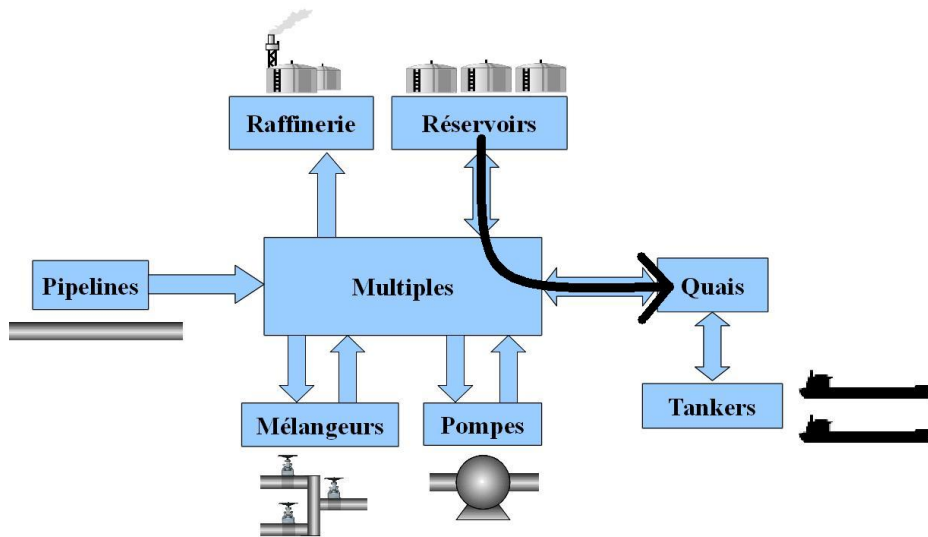 Raffinerie
Réservoirs
Pipelines
Multiples
Quais
Mélangeurs
Pompes
Tankers